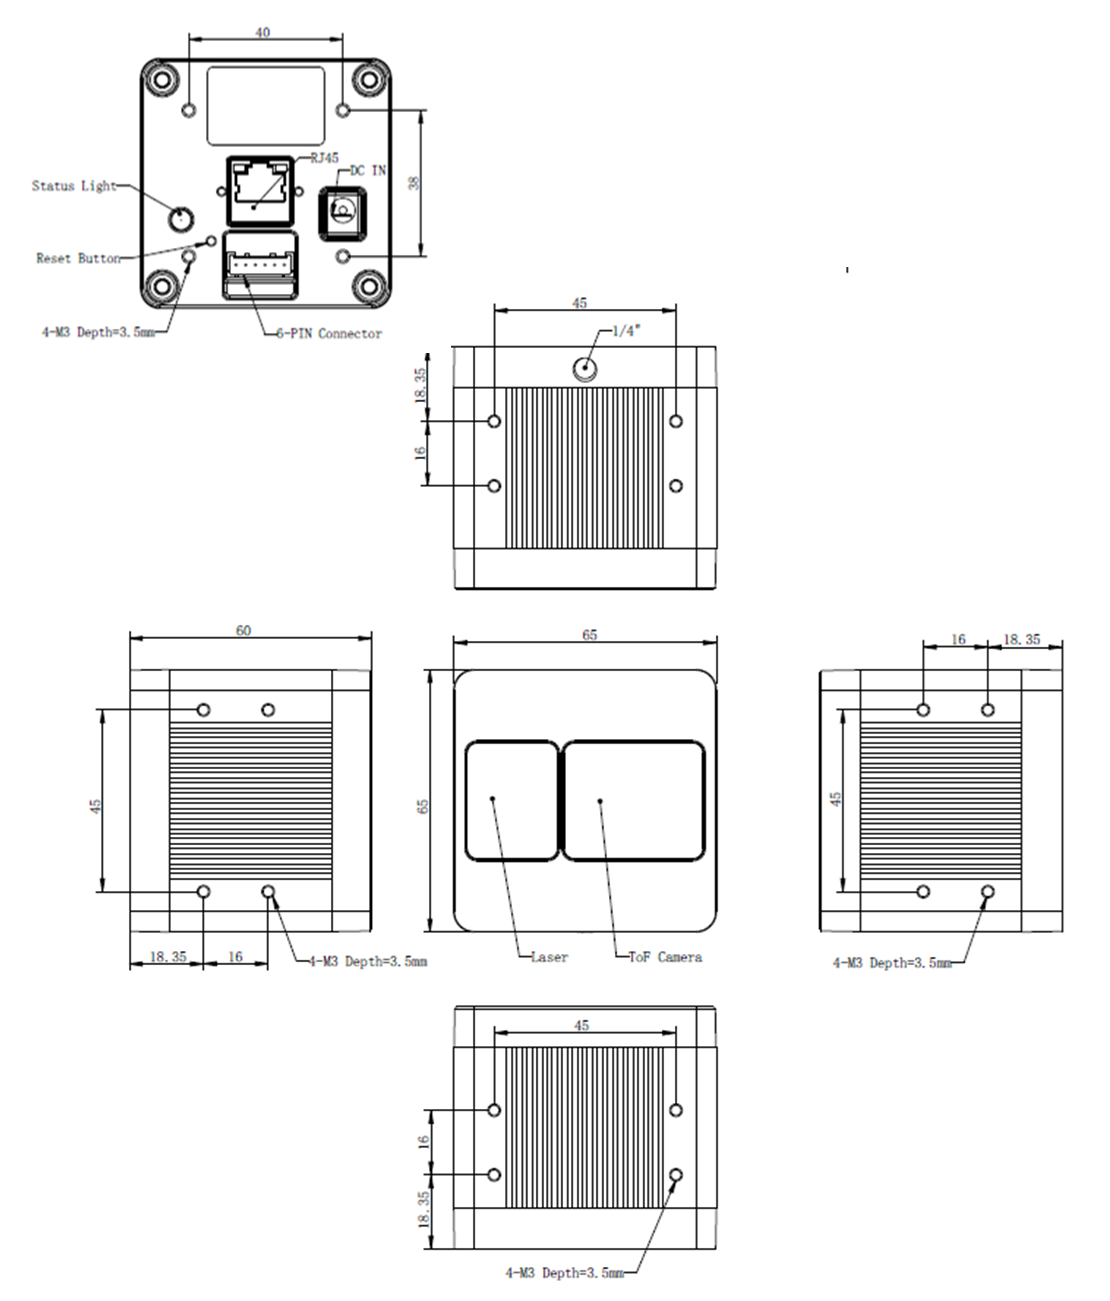 40
RJ45
DC IN
38
Status Light
Reset Button
4-M3 Depth=3.5mm
6-PIN Connector
45
1/4"
18.35
16
60
65
16
18.35
45
65
45
18.35
16
4-M3 Depth=3.5mm
Laser
ToF Camera
4-M3 Depth=3.5mm
45
16
18.35
4-M3 Depth=3.5mm